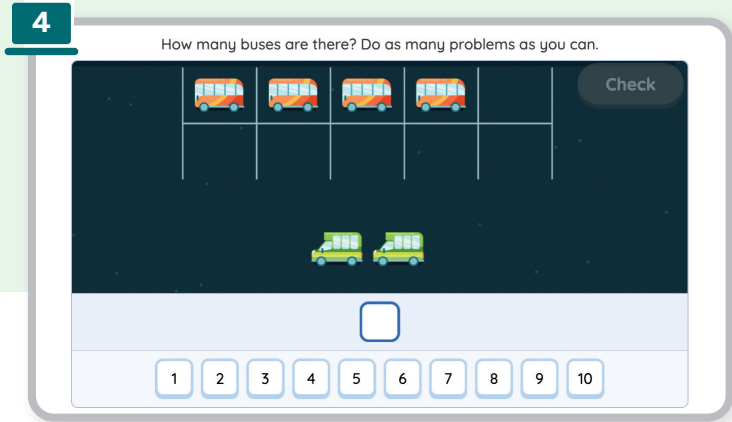 4
How many buses are there? Do as many problems as you can.
Check
1 2 3 4 5 6 7 8 9 10